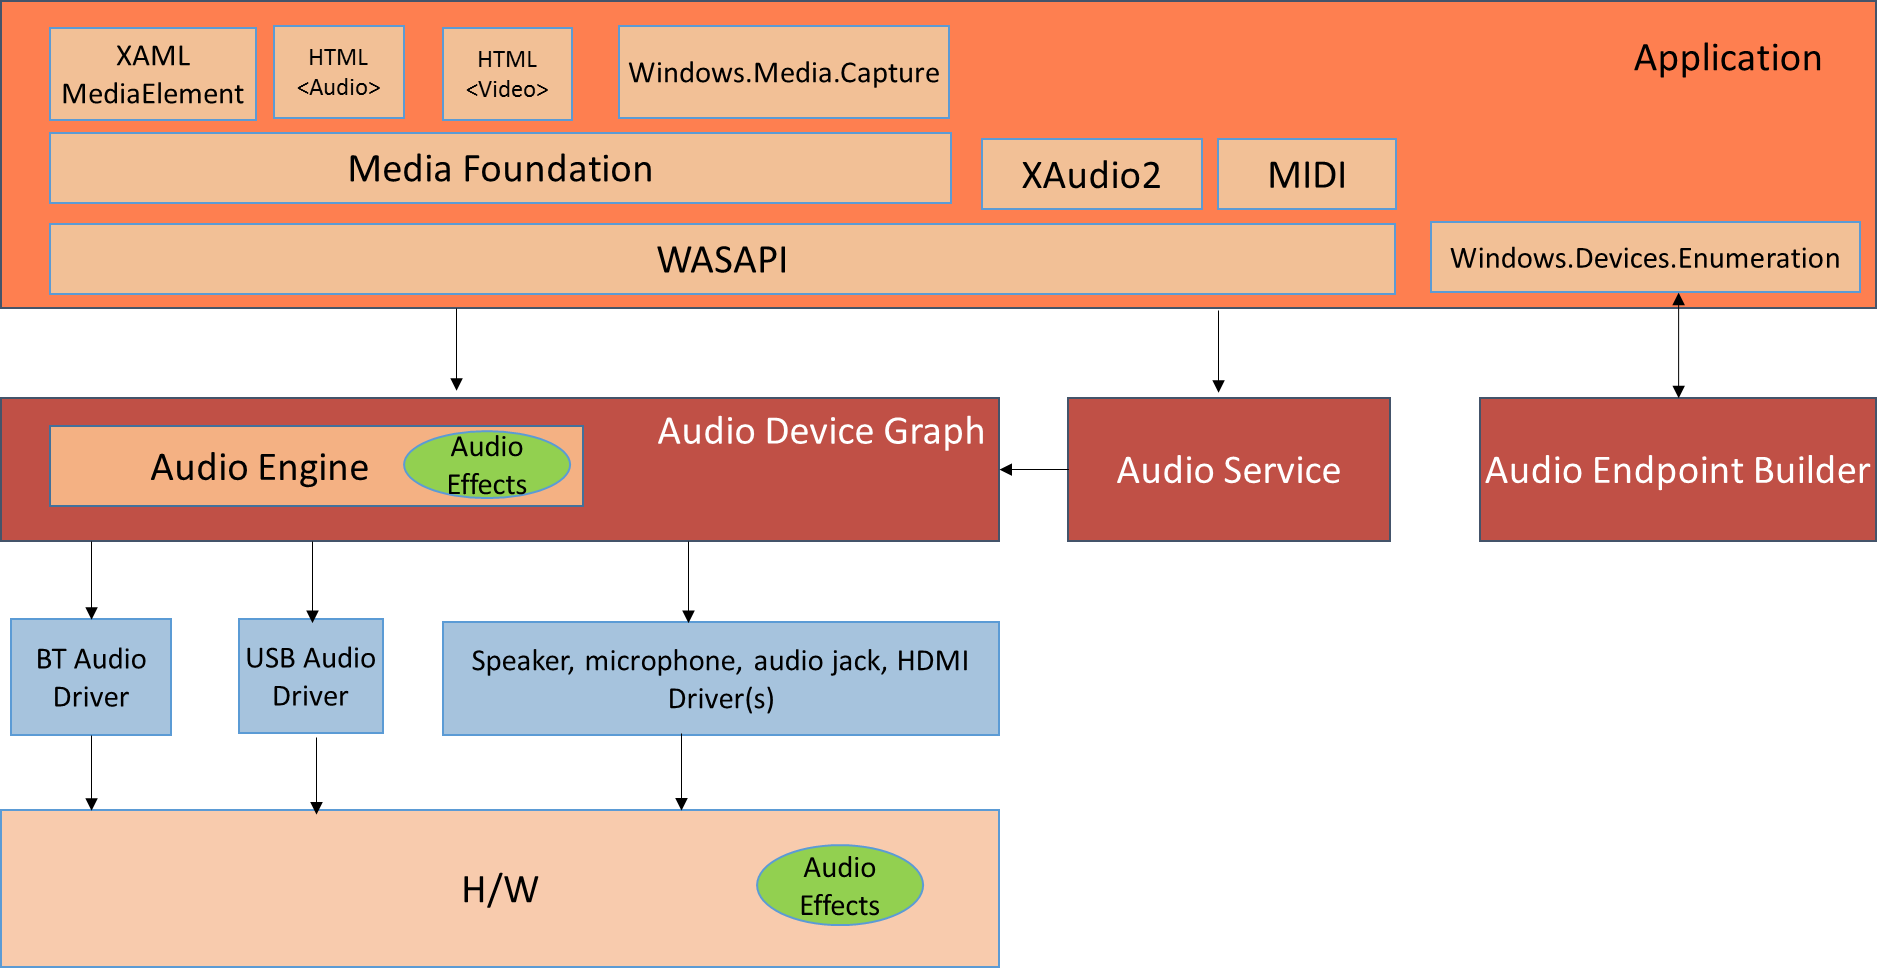 XAML
MediaElement
HTML
<Audio>
HTML
<Video>
Windows.Media.Capture
Application
Media Foundation
XAudio2
MIDI
WASAPI
Windows.Devices.Enumeration
Audio Device Graph
Audio Engine
Audio
Effects
Audio Service
Audio Endpoint Builder
BT Audio
Driver
USB Audio
Driver
Speaker, microphone, audio jack, HDMI
Driver(s)
H/W
Audio
Effects